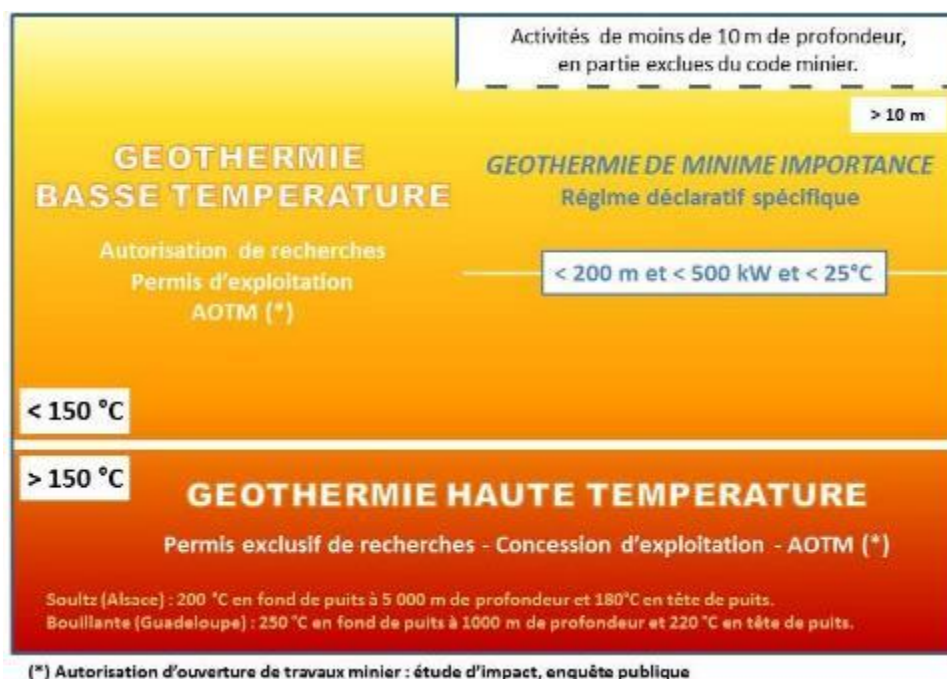 Activités de moins de 10 m de profondeur,
en partie exclues du code minier.
> 10 m
GEOTHERMIE
BASSE TEMPERATURE
Autorisation de recherches
Permis d'exploitation
AOTM (*)
GEOTHERMIE DE MINIME IMPORTANCE
Régime déclaratif spécifique
< 200 m et < 500 kW et < 25°C
< 150 °C
> 150 °C
GEOTHERMIE HAUTE TEMPERATURE
Permis exclusif de recherches - Concession d'exploitation - AOTM (*)
Soultz (Alsace) : 200 °C en fond de puits à 5 000 m de profondeur et 180°C en tête de puits.
Bouillante (Guadeloupe) : 250 °C en fond de puits à 1000 m de profondeur et 220 °C en tête de puits.
(*) Autorisation d'ouverture de travaux minier : étude d'impact, enquête publique